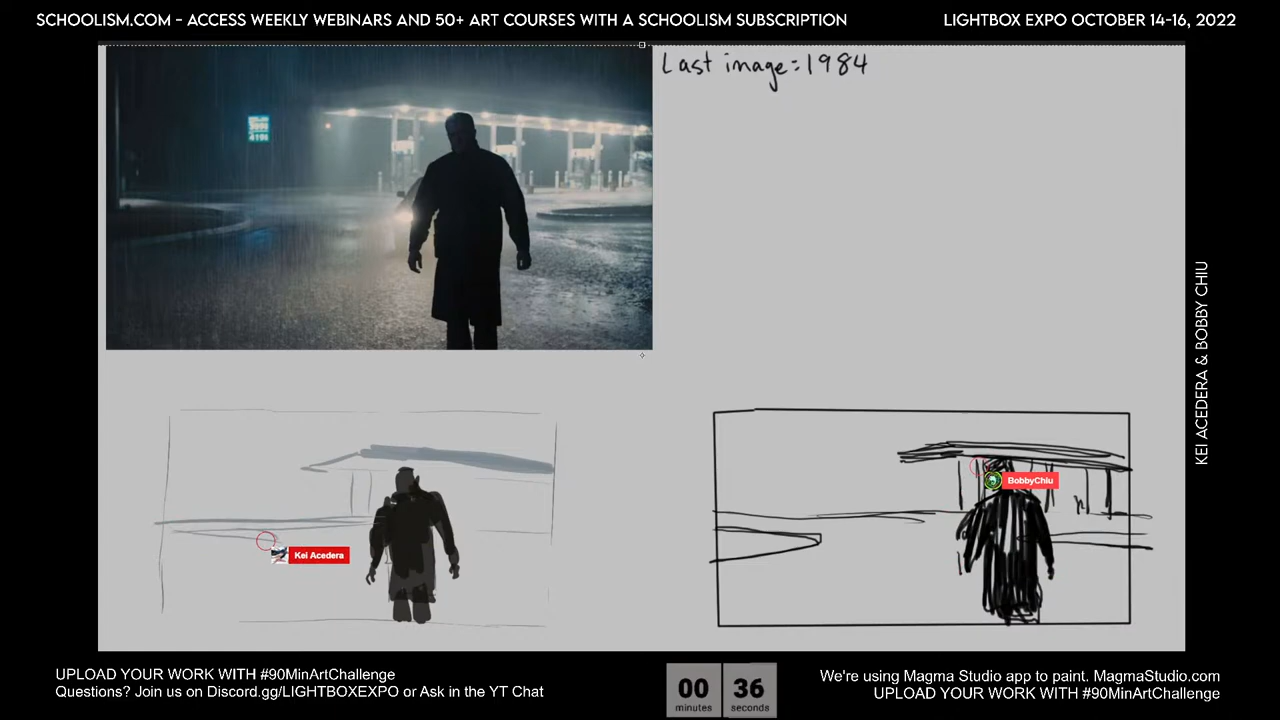 SCHOOLISM.COM – ACCESS WEEKLY WEBINARS AND 50+ ART COURSES WITH A SCHOOLISM SUBSCRIPTION
LIGHTBOX EXPO OCTOBER 14-16, 2022
Last image=1984
KEI ACEDERA & BOBBY CHIU
BobbyChiu
Kei Acedera
UPLOAD YOUR WORK WITH #90MinArtChallenge
Questions? Join us on Discord.gg/LIGHTBOXEXPO or Ask in the YT Chat
00
minutes
36
seconds
We're using Magma Studio app to paint. MagmaStudio.com
UPLOAD YOUR WORK WITH #90MinArtChallenge